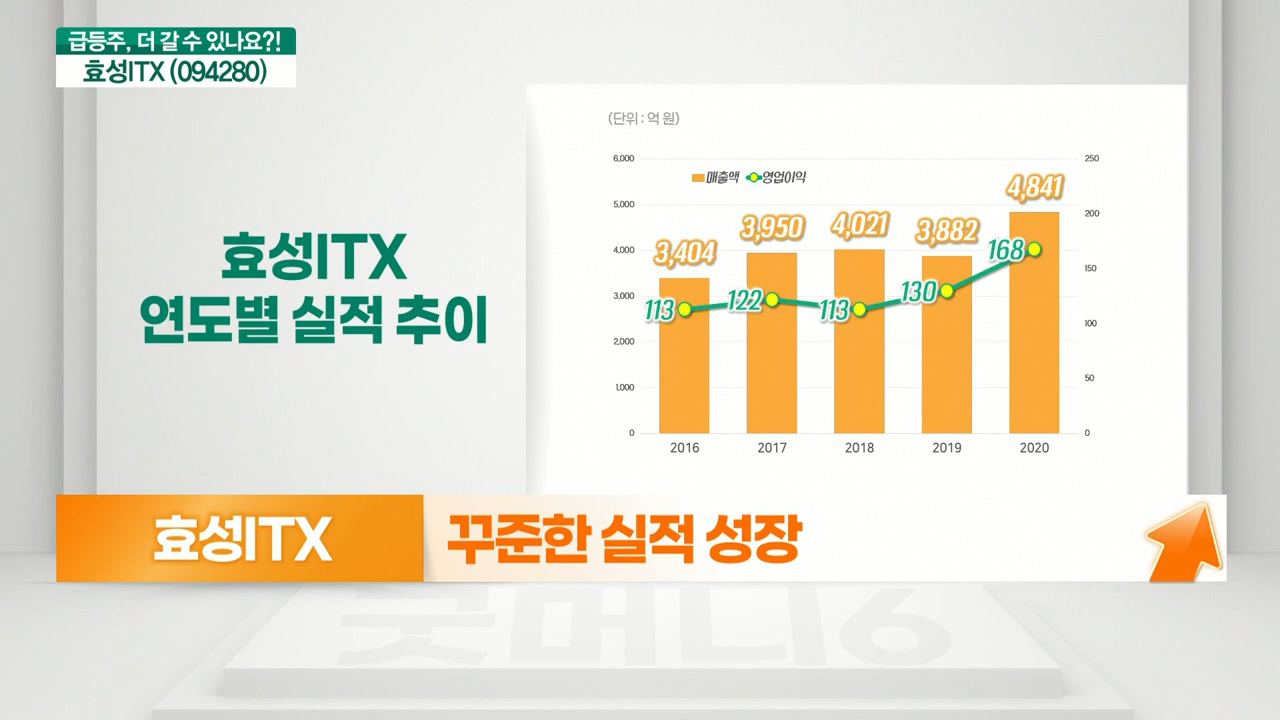 급등주, 더 갈 수 있나요?!
효성ITX (094280)
효성ITX
연도별 실적 추이
(단위 : 억 원)
매출액 영업이익
6,000
5,000
4,000
3,000
2,000
1,000
0
250
200
150
100
50
0
3,404
3,950
4,021
3,882
4,841
113
122
113
130
168
2016 2017 2018 2019 2020
효성ITX
꾸준한 실적 성장
굿머니6